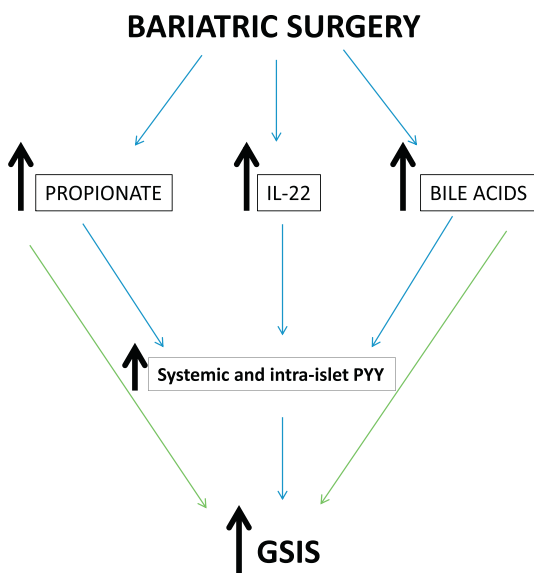 BARIATRIC SURGERY
PROPIONATE
IL-22
BILE ACIDS
Systemic and intra-islet PYY
GSIS